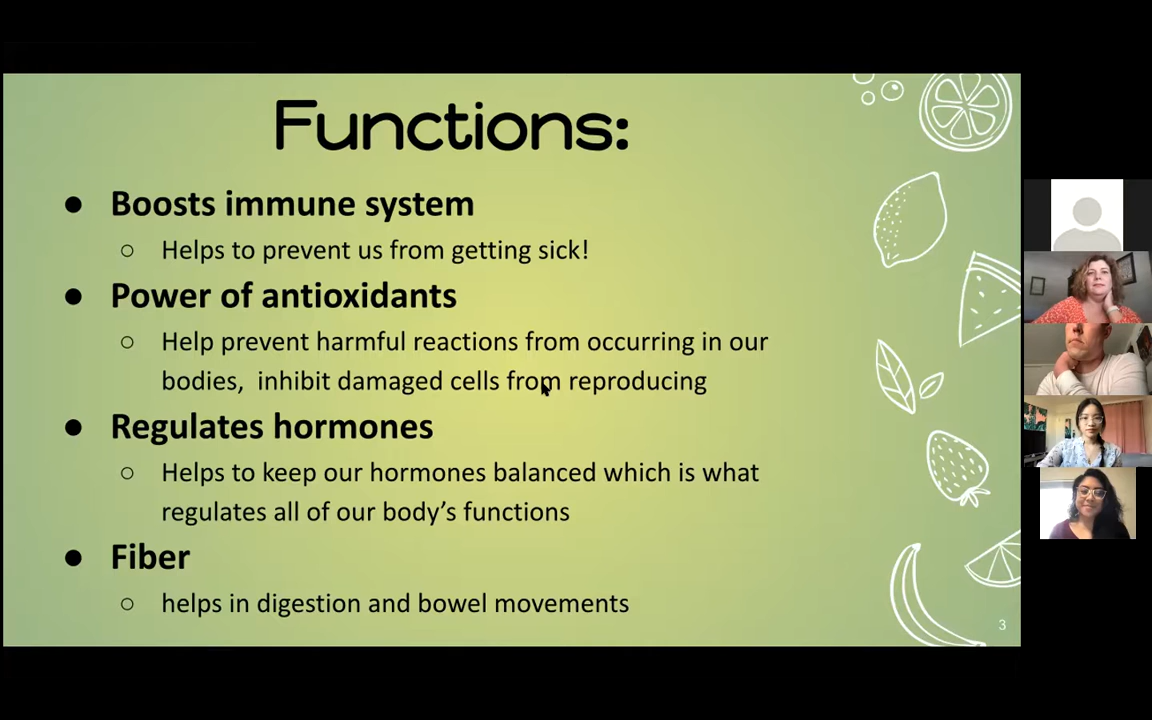 Functions:
● Boosts immune system
○ Helps to prevent us from getting sick!
● Power of antioxidants
○ Help prevent harmful reactions from occurring in our
bodies,  inhibit damaged cells from reproducing
● Regulates hormones
○ Helps to keep our hormones balanced which is what
regulates all of our body’s functions
● Fiber
○ helps in digestion and bowel movements
3